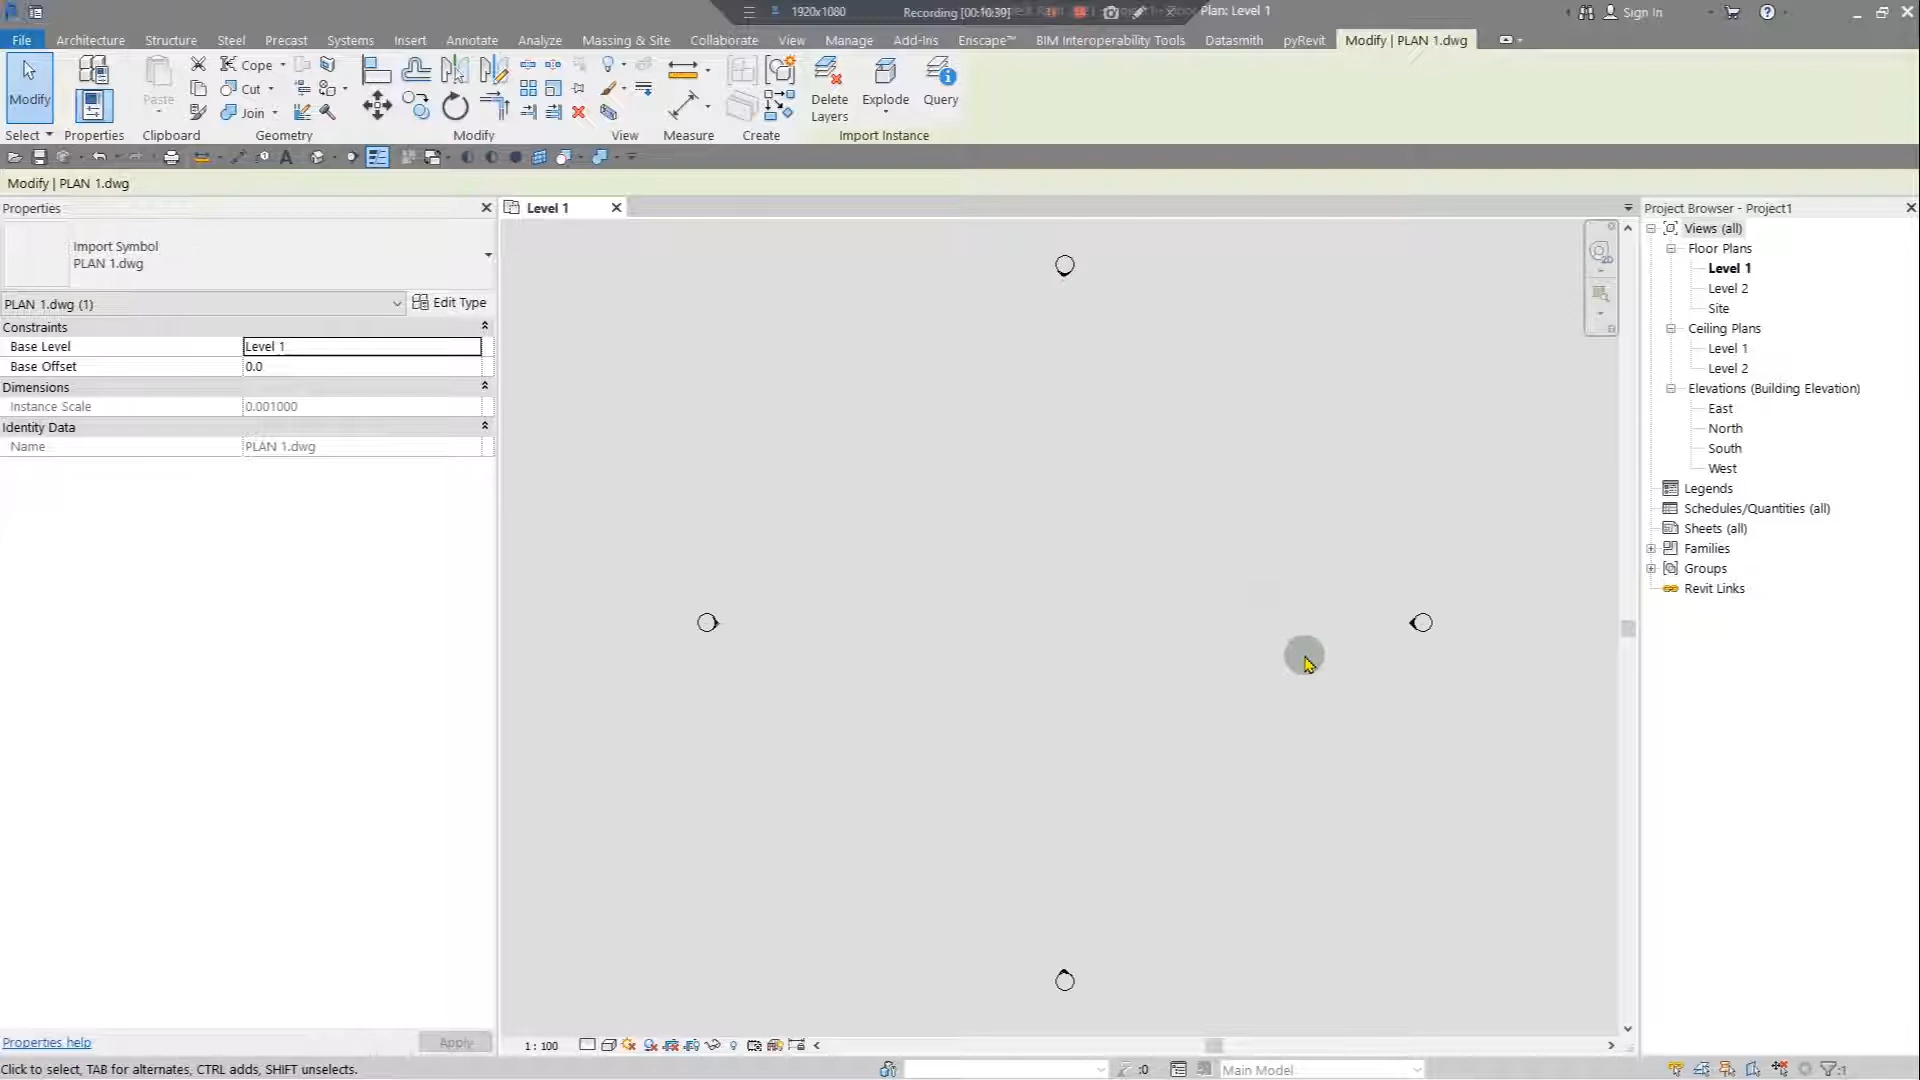 1920x1080 Recording [00:10:39] Plan: Level 1 Sign In
File Architecture Structure Steel Precast Systems Insert Annotate Analyze Massing & Site Collaborate View Manage Add-Ins Enscape™ BIM Interoperability Tools Datasmith pyRevit Modify | PLAN 1.dwg
Modify
Paste
Cope
Cut
Join
Delete Layers
Explode
Query
Select Properties Clipboard Geometry Modify View Measure Create Import Instance
Modify | PLAN 1.dwg
Properties
Import Symbol
PLAN 1.dwg
PLAN 1.dwg (1) Edit Type
Constraints
Base Level Level 1
Base Offset 0.0
Dimensions
Instance Scale 0.001000
Identity Data
Name PLAN 1.dwg
Properties help Apply
Level 1
2D
1 : 100
Project Browser - Project1
Views (all)
Floor Plans
Level 1
Level 2
Site
Ceiling Plans
Level 1
Level 2
Elevations (Building Elevation)
East
North
South
West
Legends
Schedules/Quantities (all)
Sheets (all)
Families
Groups
Revit Links
Click to select, TAB for alternates, CTRL adds, SHIFT unselects. :0 Main Model :1